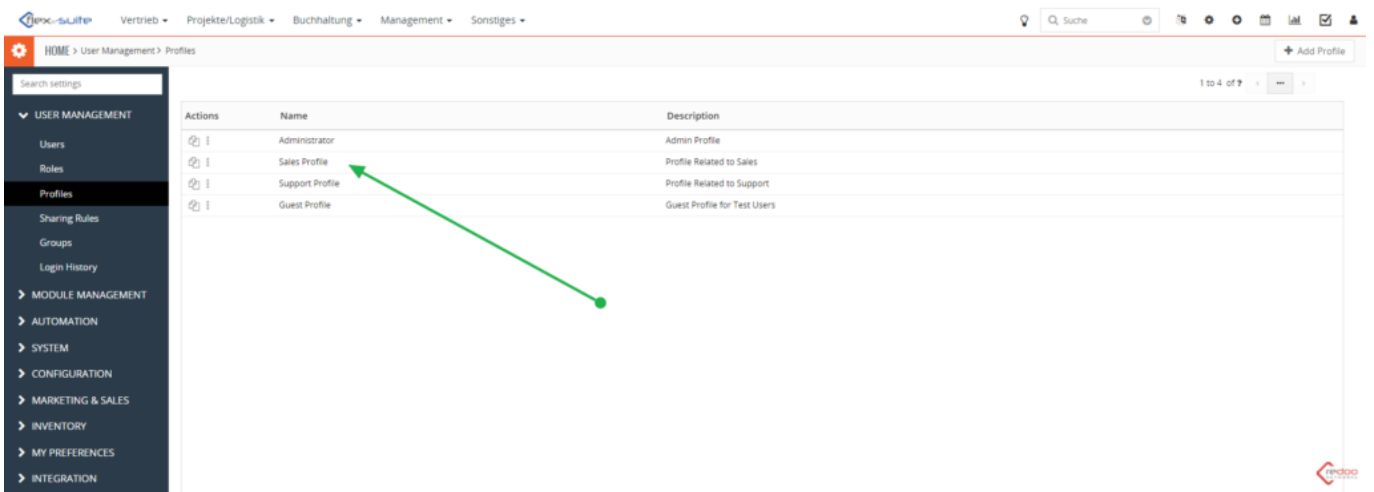 flex-suite Vertrieb Projekte/Logistik Buchhaltung Management Sonstiges Suche
HOME > User Management > Profiles Add Profile
Search settings 1 to 4 of ?
USER MANAGEMENT
Actions Name Description
Administrator Admin Profile
Sales Profile Profile Related to Sales
Support Profile Profile Related to Support
Guest Profile Guest Profile for Test Users
Users
Roles
Profiles
Sharing Rules
Groups
Login History
MODULE MANAGEMENT
AUTOMATION
SYSTEM
CONFIGURATION
MARKETING & SALES
INVENTORY
MY PREFERENCES
INTEGRATION
redoo
NETWORKS